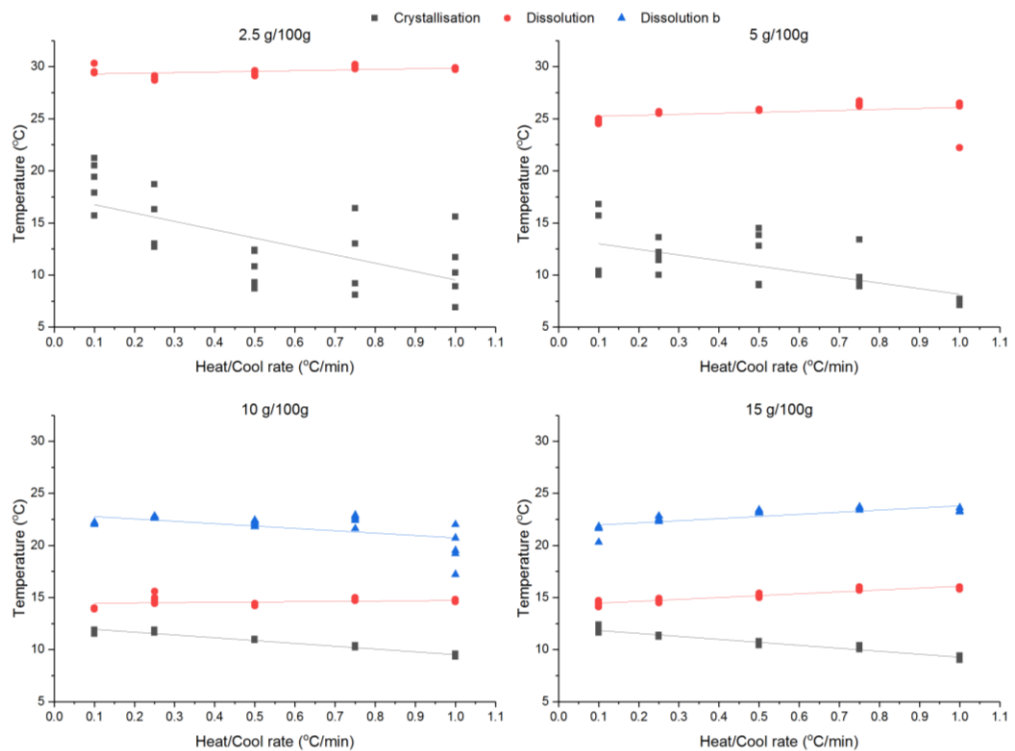 Crystallisation Dissolution Dissolution b
2.5 g/100g 5 g/100g
30
25
20
15
10
5
Temperature (°C)
0.0 0.1 0.2 0.3 0.4 0.5 0.6 0.7 0.8 0.9 1.0 1.1
Heat/Cool rate (°C/min)
30
25
20
15
10
5
Temperature (°C)
0.0 0.1 0.2 0.3 0.4 0.5 0.6 0.7 0.8 0.9 1.0 1.1
Heat/Cool rate (°C/min)
10 g/100g 15 g/100g
30
25
20
15
10
5
Temperature (°C)
0.0 0.1 0.2 0.3 0.4 0.5 0.6 0.7 0.8 0.9 1.0 1.1
Heat/Cool rate (°C/min)
30
25
20
15
10
5
Temperature (°C)
0.0 0.1 0.2 0.3 0.4 0.5 0.6 0.7 0.8 0.9 1.0 1.1
Heat/Cool rate (°C/min)